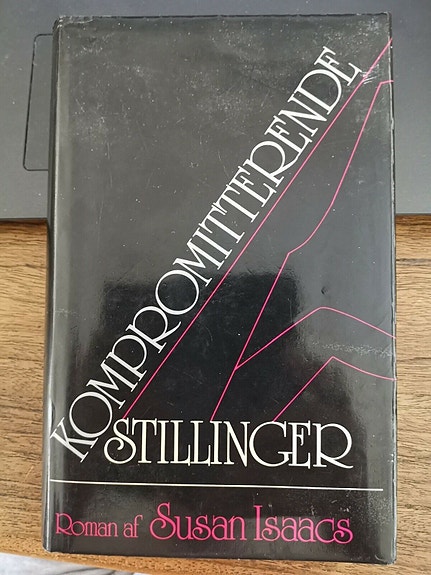 KOMPROMITTERENDE
STILLINGER
Roman af Susan Isaacs